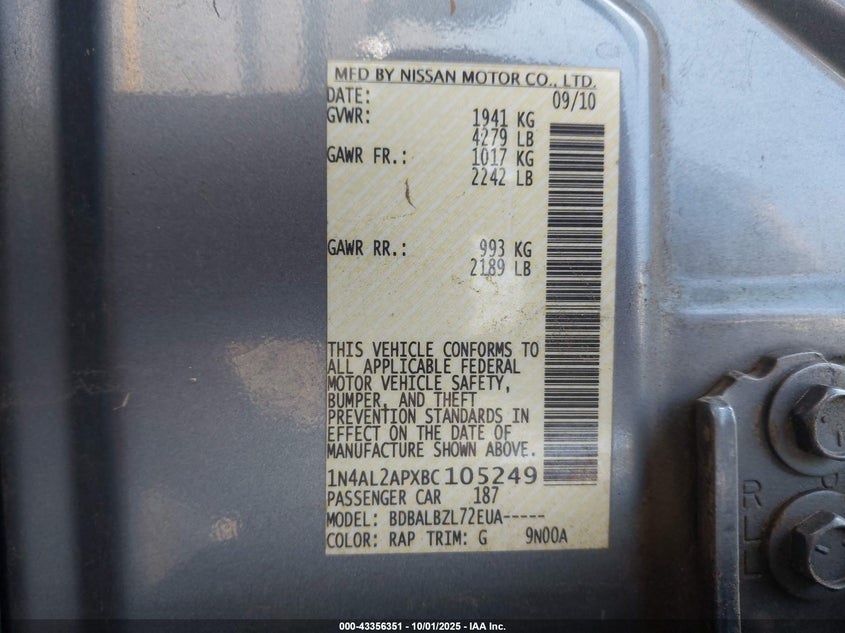 MFD BY NISSAN MOTOR CO., LTD.
DATE: 09/10
GVWR: 1941 KG
4279 LB
GAWR FR.: 1017 KG
2242 LB
GAWR RR.: 993 KG
2189 LB
THIS VEHICLE CONFORMS TO
ALL APPLICABLE FEDERAL
MOTOR VEHICLE SAFETY,
BUMPER, AND THEFT
PREVENTION STANDARDS IN
EFFECT ON THE DATE OF
MANUFACTURE SHOWN ABOVE.
1N4AL2APXBC105249
PASSENGER CAR 187
MODEL: BDBALBZL72EUA-----
COLOR: RAP TRIM: G 9N00A
000-43356351 | 10/01/2025 | IAA Inc.